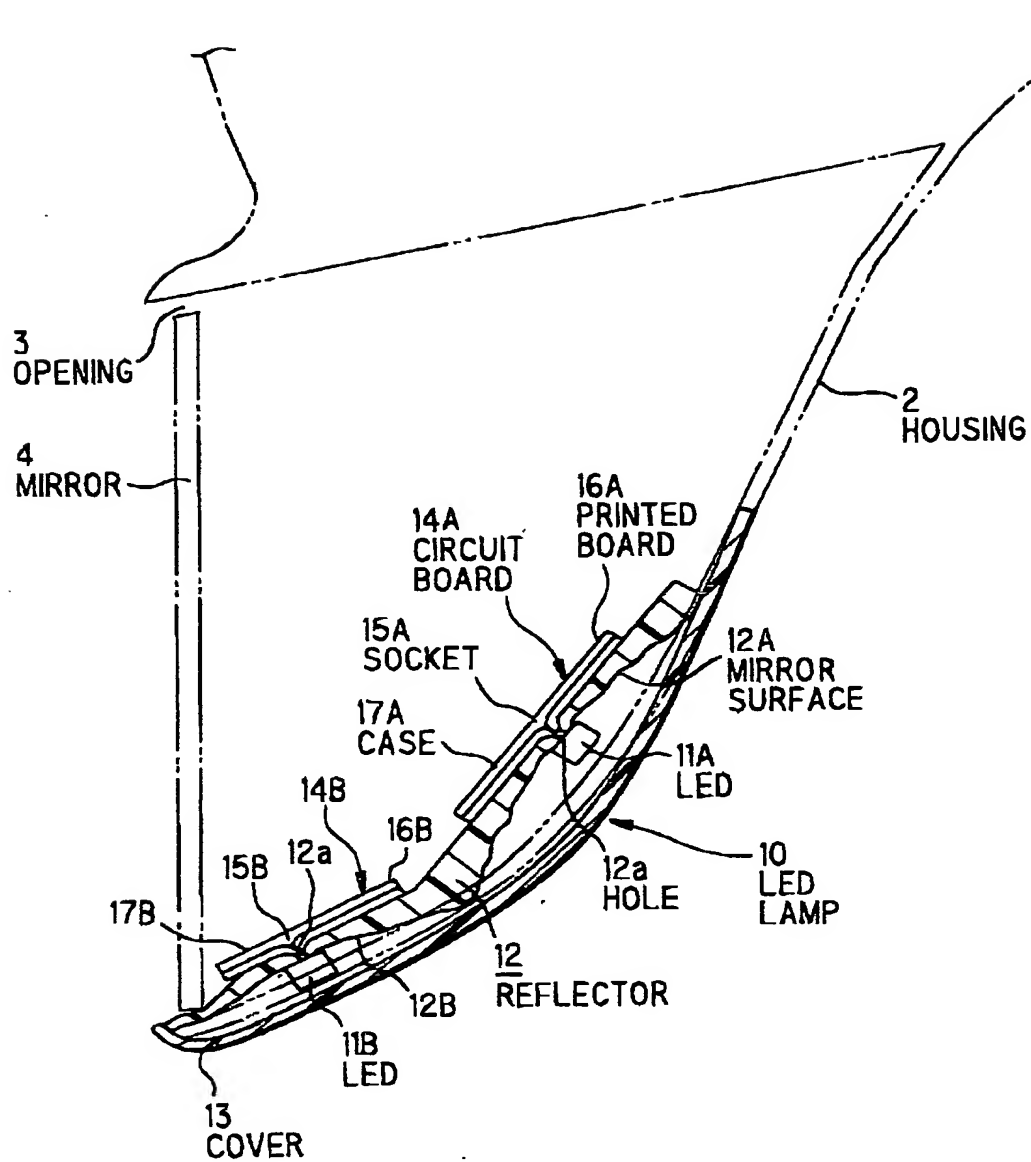 3
OPENING
2
HOUSING
4
MIRROR
16A
PRINTED
BOARD
14A
CIRCUIT
BOARD
15A
SOCKET
12A
MIRROR
SURFACE
17A
CASE
11A
LED
14B
16B
12a
15B
17B
12a
HOLE
10
LED
LAMP
12
REFLECTOR
12B
11B
LED
13
COVER